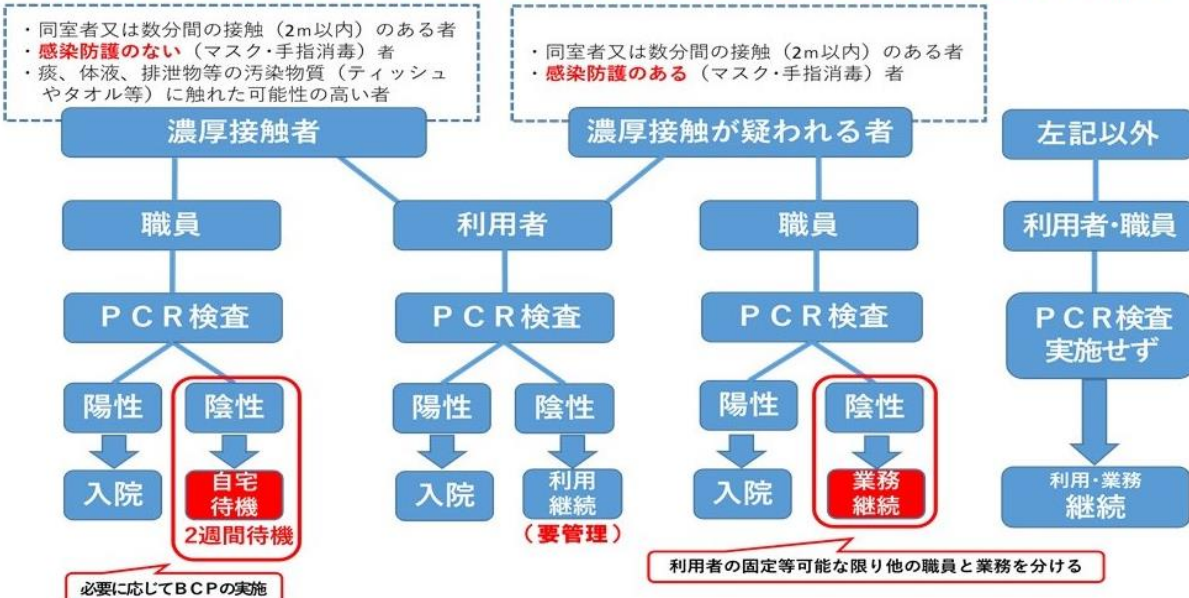 ・同室者又は数分間の接触（2m以内）のある者
・感染防護のない（マスク・手指消毒）者
・痰、体液、排泄物等の汚染物質（ティッシュ
やタオル等）に触れた可能性の高い者
・同室者又は数分間の接触（2m以内）のある者
・感染防護のある（マスク・手指消毒）者
濃厚接触者
濃厚接触が疑われる者
左記以外
職員
利用者
職員
利用者・職員
ＰＣＲ検査
ＰＣＲ検査
ＰＣＲ検査
ＰＣＲ検査
実施せず
陽性
陰性
陽性
陰性
陽性
陰性
入院
自宅
待機
2週間待機
入院
利用
継続
（要管理）
入院
業務
継続
利用・業務
継続
必要に応じてＢＣＰの実施
利用者の固定等可能な限り他の職員と業務を分ける